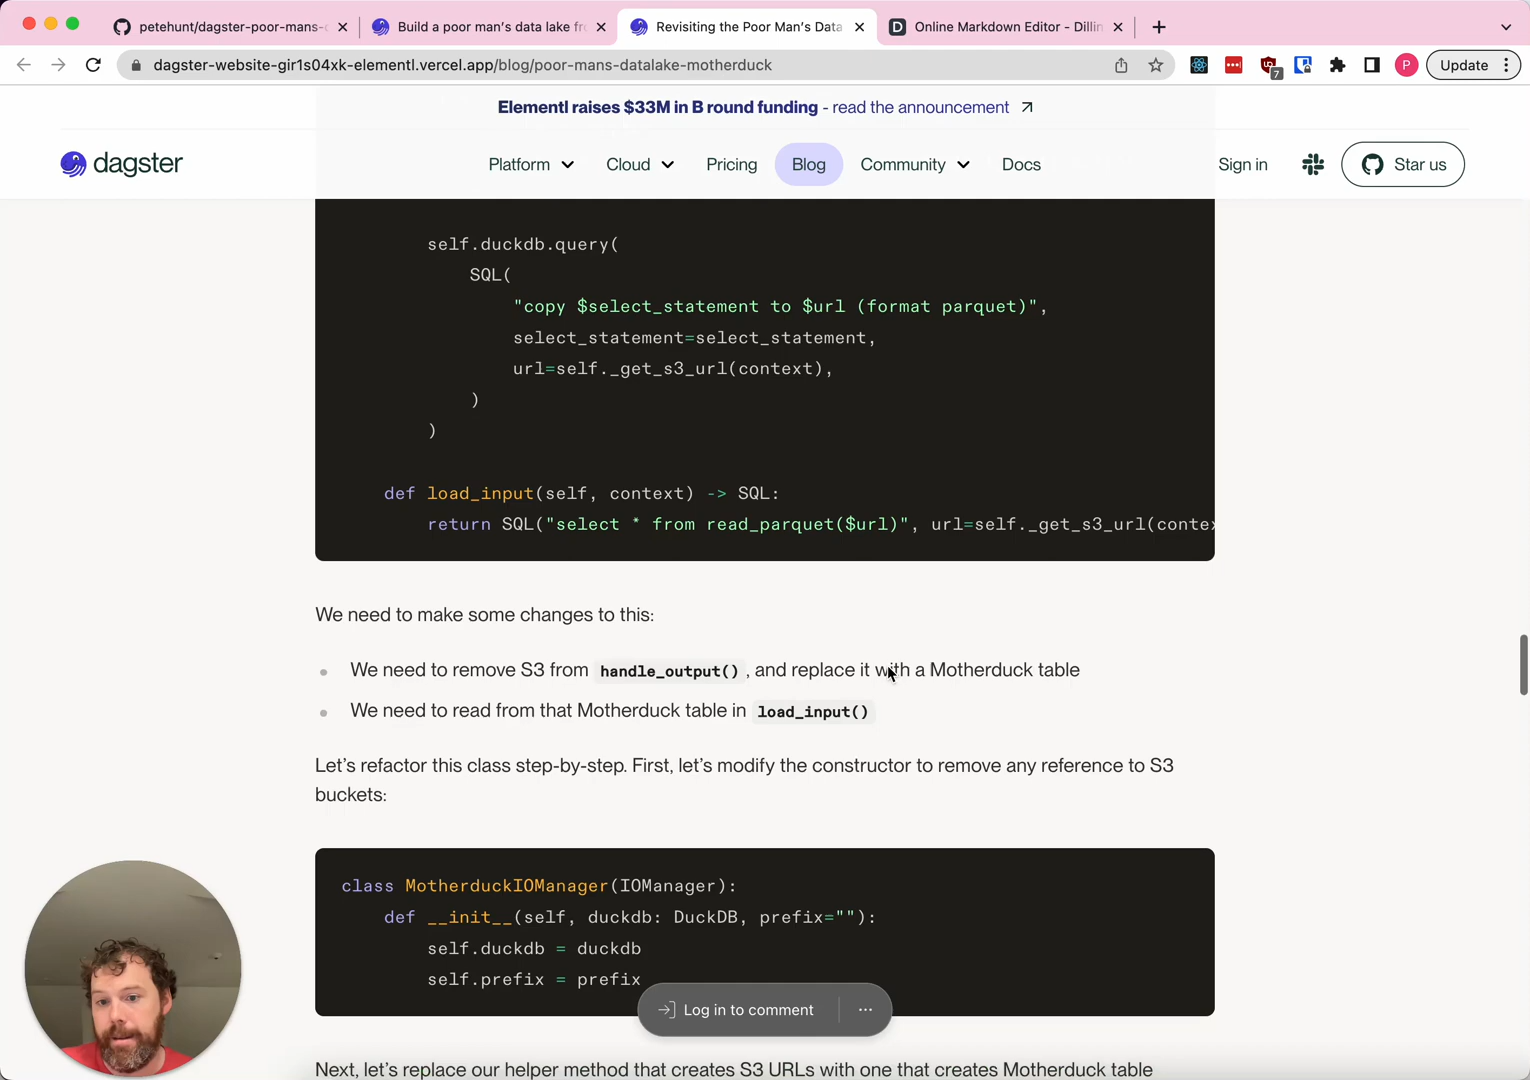 petehunt/dagster-poor-mans-
Build a poor man's data lake fr
Revisiting the Poor Man's Data
Online Markdown Editor - Dillin
dagster-website-gir1s04xk-elementl.vercel.app/blog/poor-mans-datalake-motherduck
7
P
Update
Elementl raises $33M in B round funding - read the announcement
dagster
Platform
Cloud
Pricing
Blog
Community
Docs
Sign in
Star us
self.duckdb.query(
SQL(
"copy $select_statement to $url (format parquet)",
select_statement=select_statement,
url=self._get_s3_url(context),
)
)
def load_input(self, context) -> SQL:
return SQL("select * from read_parquet($url)", url=self._get_s3_url(contex
We need to make some changes to this:
We need to remove S3 from handle_output(), and replace it with a Motherduck table
We need to read from that Motherduck table in load_input()
Let's refactor this class step-by-step. First, let's modify the constructor to remove any reference to S3
buckets:
class MotherduckIOManager(IOManager):
def __init__(self, duckdb: DuckDB, prefix=""):
self.duckdb = duckdb
self.prefix = prefix
Log in to comment
Next, let's replace our helper method that creates S3 URLs with one that creates Motherduck table